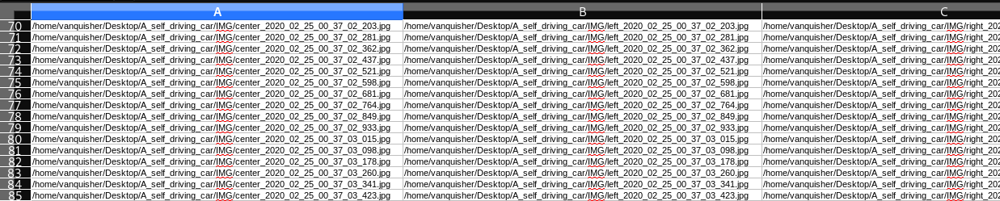 A B C
70 /home/vanquisher/Desktop/A_self_driving_car/IMG/center_2020_02_25_00_37_02_203.jpg /home/vanquisher/Desktop/A_self_driving_car/IMG/left_2020_02_25_00_37_02_203.jpg /home/vanquisher/Desktop/A_self_driving_car/IMG/right_202
71 /home/vanquisher/Desktop/A_self_driving_car/IMG/center_2020_02_25_00_37_02_281.jpg /home/vanquisher/Desktop/A_self_driving_car/IMG/left_2020_02_25_00_37_02_281.jpg /home/vanquisher/Desktop/A_self_driving_car/IMG/right_202
72 /home/vanquisher/Desktop/A_self_driving_car/IMG/center_2020_02_25_00_37_02_362.jpg /home/vanquisher/Desktop/A_self_driving_car/IMG/left_2020_02_25_00_37_02_362.jpg /home/vanquisher/Desktop/A_self_driving_car/IMG/right_202
73 /home/vanquisher/Desktop/A_self_driving_car/IMG/center_2020_02_25_00_37_02_437.jpg /home/vanquisher/Desktop/A_self_driving_car/IMG/left_2020_02_25_00_37_02_437.jpg /home/vanquisher/Desktop/A_self_driving_car/IMG/right_202
74 /home/vanquisher/Desktop/A_self_driving_car/IMG/center_2020_02_25_00_37_02_521.jpg /home/vanquisher/Desktop/A_self_driving_car/IMG/left_2020_02_25_00_37_02_521.jpg /home/vanquisher/Desktop/A_self_driving_car/IMG/right_202
75 /home/vanquisher/Desktop/A_self_driving_car/IMG/center_2020_02_25_00_37_02_598.jpg /home/vanquisher/Desktop/A_self_driving_car/IMG/left_2020_02_25_00_37_02_598.jpg /home/vanquisher/Desktop/A_self_driving_car/IMG/right_202
76 /home/vanquisher/Desktop/A_self_driving_car/IMG/center_2020_02_25_00_37_02_681.jpg /home/vanquisher/Desktop/A_self_driving_car/IMG/left_2020_02_25_00_37_02_681.jpg /home/vanquisher/Desktop/A_self_driving_car/IMG/right_202
77 /home/vanquisher/Desktop/A_self_driving_car/IMG/center_2020_02_25_00_37_02_764.jpg /home/vanquisher/Desktop/A_self_driving_car/IMG/left_2020_02_25_00_37_02_764.jpg /home/vanquisher/Desktop/A_self_driving_car/IMG/right_202
78 /home/vanquisher/Desktop/A_self_driving_car/IMG/center_2020_02_25_00_37_02_849.jpg /home/vanquisher/Desktop/A_self_driving_car/IMG/left_2020_02_25_00_37_02_849.jpg /home/vanquisher/Desktop/A_self_driving_car/IMG/right_202
79 /home/vanquisher/Desktop/A_self_driving_car/IMG/center_2020_02_25_00_37_02_933.jpg /home/vanquisher/Desktop/A_self_driving_car/IMG/left_2020_02_25_00_37_02_933.jpg /home/vanquisher/Desktop/A_self_driving_car/IMG/right_202
80 /home/vanquisher/Desktop/A_self_driving_car/IMG/center_2020_02_25_00_37_03_015.jpg /home/vanquisher/Desktop/A_self_driving_car/IMG/left_2020_02_25_00_37_03_015.jpg /home/vanquisher/Desktop/A_self_driving_car/IMG/right_202
81 /home/vanquisher/Desktop/A_self_driving_car/IMG/center_2020_02_25_00_37_03_098.jpg /home/vanquisher/Desktop/A_self_driving_car/IMG/left_2020_02_25_00_37_03_098.jpg /home/vanquisher/Desktop/A_self_driving_car/IMG/right_202
82 /home/vanquisher/Desktop/A_self_driving_car/IMG/center_2020_02_25_00_37_03_178.jpg /home/vanquisher/Desktop/A_self_driving_car/IMG/left_2020_02_25_00_37_03_178.jpg /home/vanquisher/Desktop/A_self_driving_car/IMG/right_202
83 /home/vanquisher/Desktop/A_self_driving_car/IMG/center_2020_02_25_00_37_03_260.jpg /home/vanquisher/Desktop/A_self_driving_car/IMG/left_2020_02_25_00_37_03_260.jpg /home/vanquisher/Desktop/A_self_driving_car/IMG/right_202
84 /home/vanquisher/Desktop/A_self_driving_car/IMG/center_2020_02_25_00_37_03_341.jpg /home/vanquisher/Desktop/A_self_driving_car/IMG/left_2020_02_25_00_37_03_341.jpg /home/vanquisher/Desktop/A_self_driving_car/IMG/right_202
85 /home/vanquisher/Desktop/A_self_driving_car/IMG/center_2020_02_25_00_37_03_423.jpg /home/vanquisher/Desktop/A_self_driving_car/IMG/left_2020_02_25_00_37_03_423.jpg /home/vanquisher/Desktop/A_self_driving_car/IMG/right_202